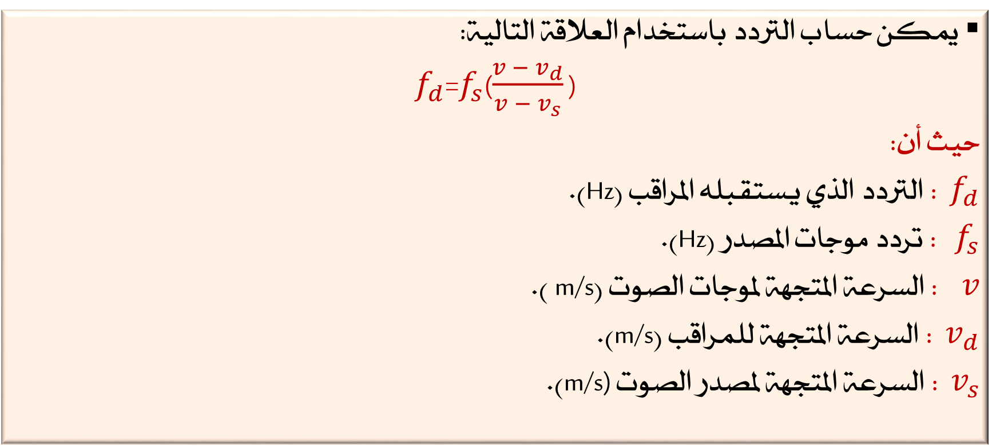 ▪ يمكن حساب التردد باستخدام العلاقة التالية:
f_d=f_s(\frac{v − v_d}{v − v_s})
حيث أن:
f_d : التردد الذي يستقبله المراقب (Hz).
f_s : تردد موجات المصدر (Hz).
v : السرعة المتجهة لموجات الصوت (m/s ).
v_d : السرعة المتجهة للمراقب (m/s).
v_s : السرعة المتجهة لمصدر الصوت (m/s).